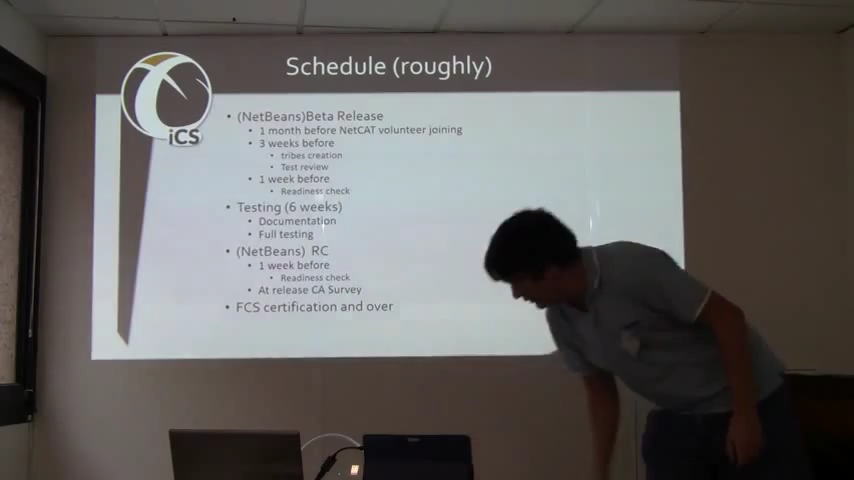 Schedule (roughly)
iCS
(NetBeans)Beta Release
1 month before NetCAT volunteer joining
3 weeks before
tribes creation
Test review
1 week before
Readiness check
Testing (6 weeks)
Documentation
Full testing
(NetBeans) RC
1 week before
Readiness check
At release CA Survey
FCS certification and over